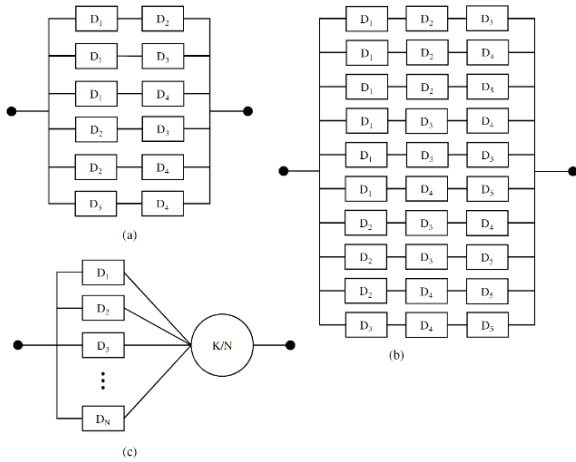 D1 D2
D1 D3
D1 D4
D2 D3
D2 D4
D3 D4
(a)
D1 D2 D3
D1 D2 D4
D1 D2 D5
D1 D3 D4
D1 D3 D5
D1 D4 D5
D2 D3 D4
D2 D3 D5
D2 D4 D5
D3 D4 D5
(b)
D1
D2
D3
DN
K/N
(c)